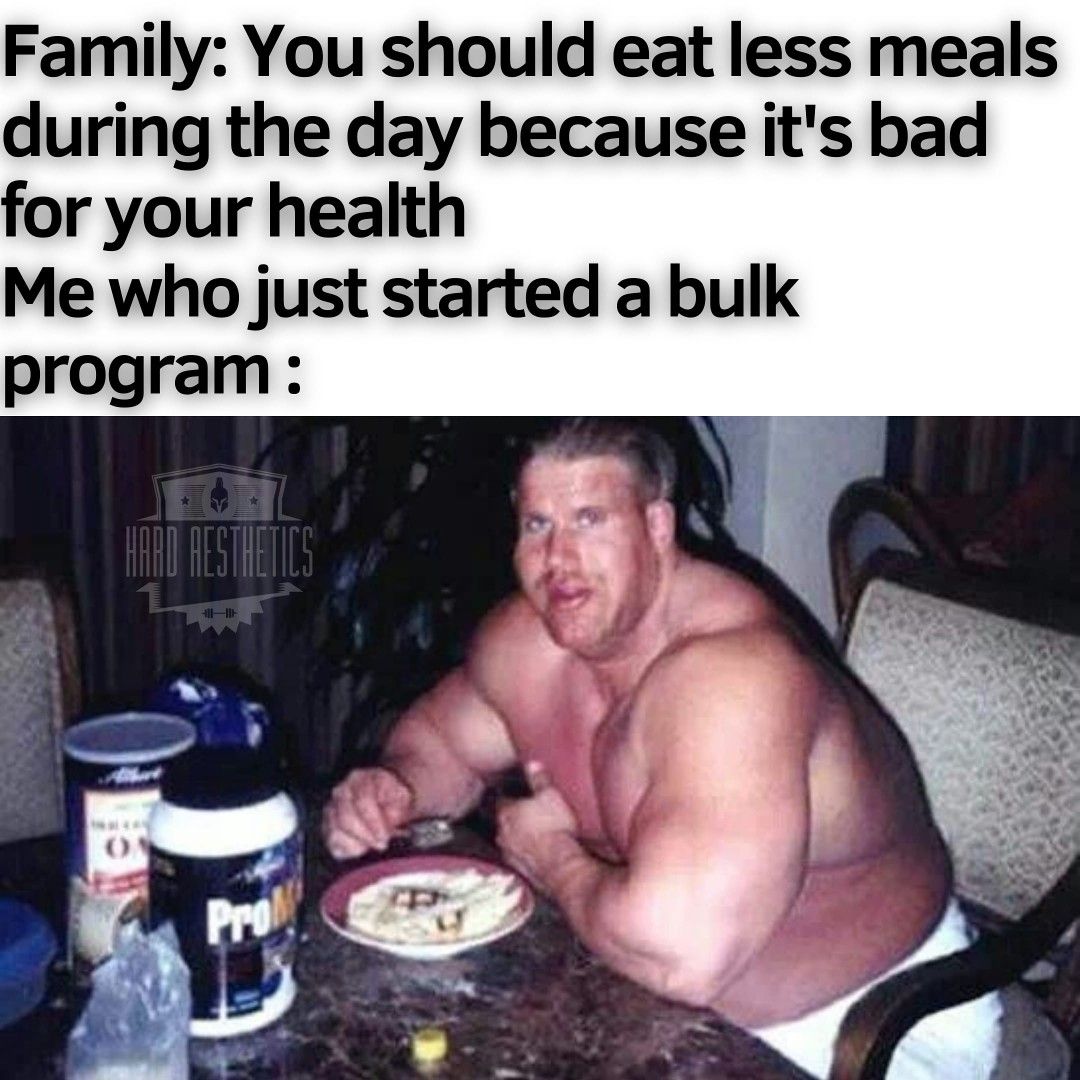 Family: You should eat less meals
during the day because it's bad
for your health
Me who just started a bulk
program :
HARD AESTHETICS
Pro